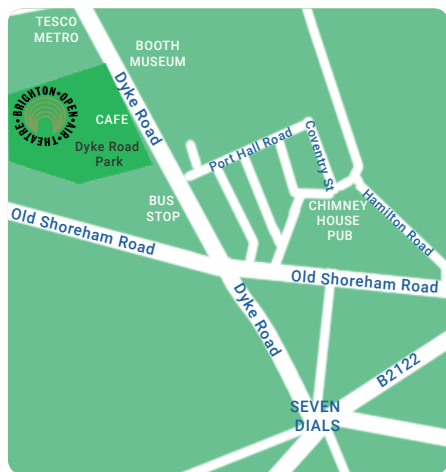 TESCO
METRO
BOOTH
MUSEUM
Dyke Road
BRIGHTON•OPEN•AIR•THEATRE•
CAFE
Dyke Road
Park
Port Hall Road
Coventry St
BUS
STOP
CHIMNEY
HOUSE
PUB
Hamilton Road
Old Shoreham Road
Old Shoreham Road
Dyke Road
B2122
SEVEN
DIALS